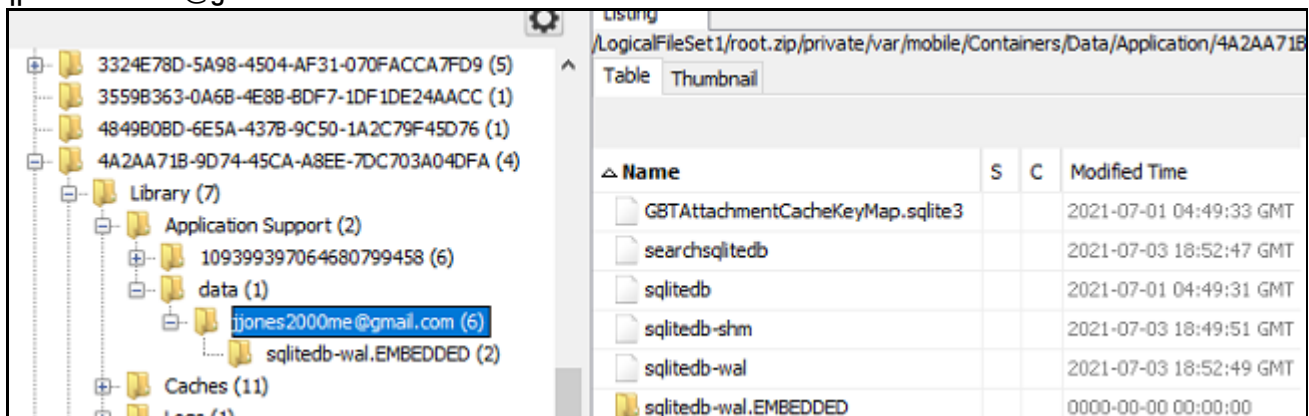 Listing
/LogicalFileSet1/root.zip/private/var/mobile/Containers/Data/Application/4A2AA71B
Table Thumbnail
3324E78D-5A98-4504-AF31-070FACCA7FD9 (5)
3559B363-0A6B-4E8B-BDF7-1DF1DE24AACC (1)
4849B0BD-6E5A-437B-9C50-1A2C79F45D76 (1)
4A2AA71B-9D74-45CA-A8EE-7DC703A04DFA (4)
Library (7)
Application Support (2)
109399397064680799458 (6)
data (1)
jjones2000me@gmail.com (6)
sqlitedb-wal.EMBEDDED (2)
Caches (11)
Logs (1)
Name S C Modified Time
GBTAttachmentCacheKeyMap.sqlite3 2021-07-01 04:49:33 GMT
searchsqlitedb 2021-07-03 18:52:47 GMT
sqlitedb 2021-07-01 04:49:31 GMT
sqlitedb-shm 2021-07-03 18:49:51 GMT
sqlitedb-wal 2021-07-03 18:52:49 GMT
sqlitedb-wal.EMBEDDED 0000-00-00 00:00:00